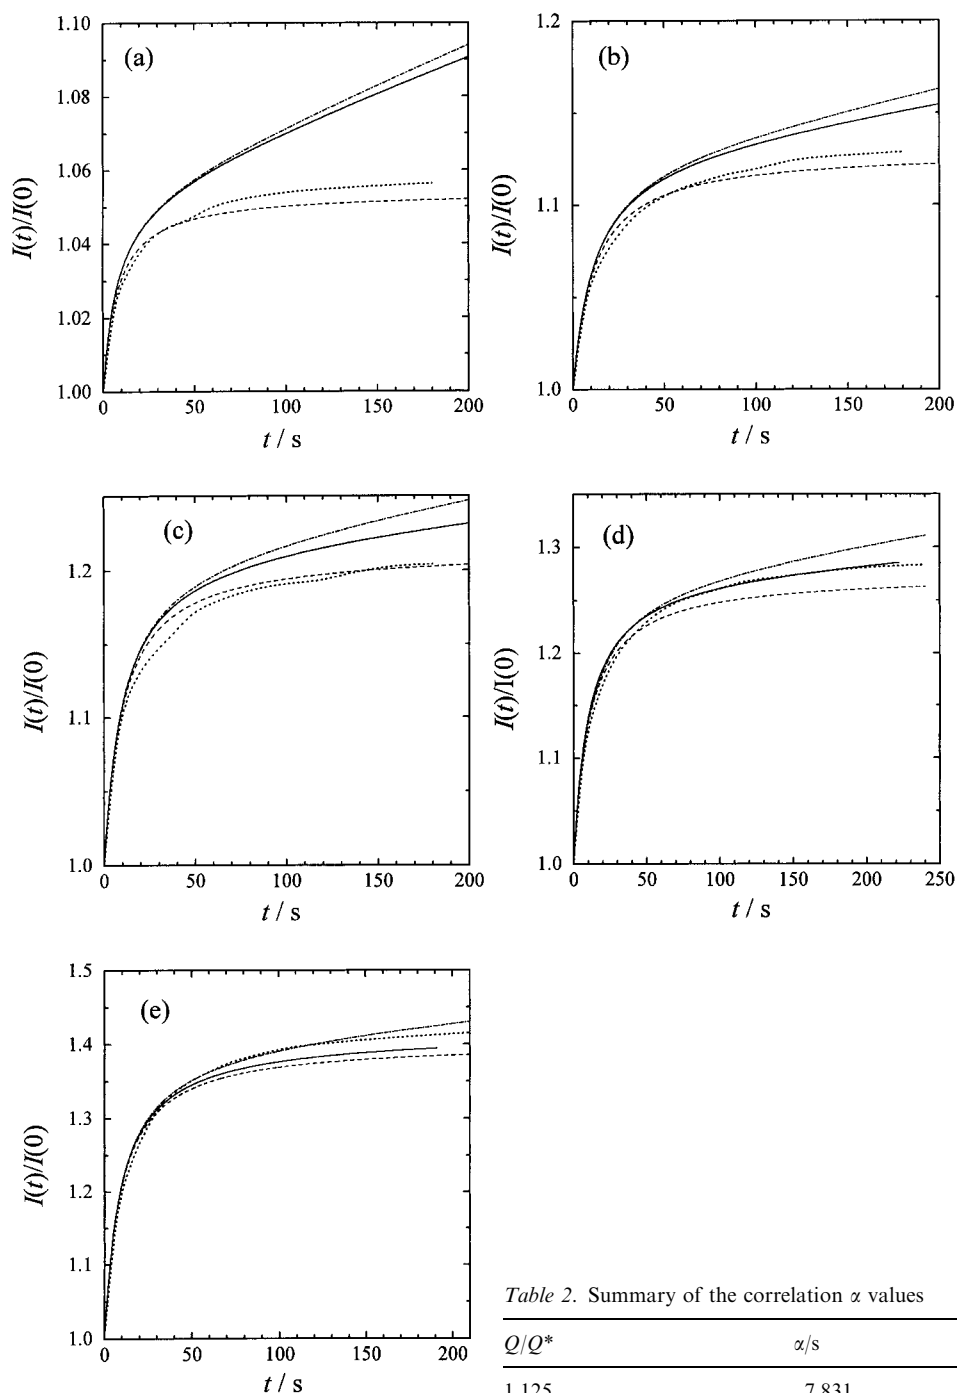 1.10
1.08
1.06
1.04
1.02
1.00
(a)
I(t)/I(0)
0 50 100 150 200
t / s
1.2
1.1
1.0
(b)
I(t)/I(0)
0 50 100 150 200
t / s
1.2
1.1
1.0
(c)
I(t)/I(0)
0 50 100 150 200
t / s
1.3
1.2
1.1
1.0
(d)
I(t)/I(0)
0 50 100 150 200 250
t / s
1.5
1.4
1.3
1.2
1.1
1.0
(e)
I(t)/I(0)
0 50 100 150 200
t / s
Table 2. Summary of the correlation α values
Q/Q* α/s
1.125 7.831